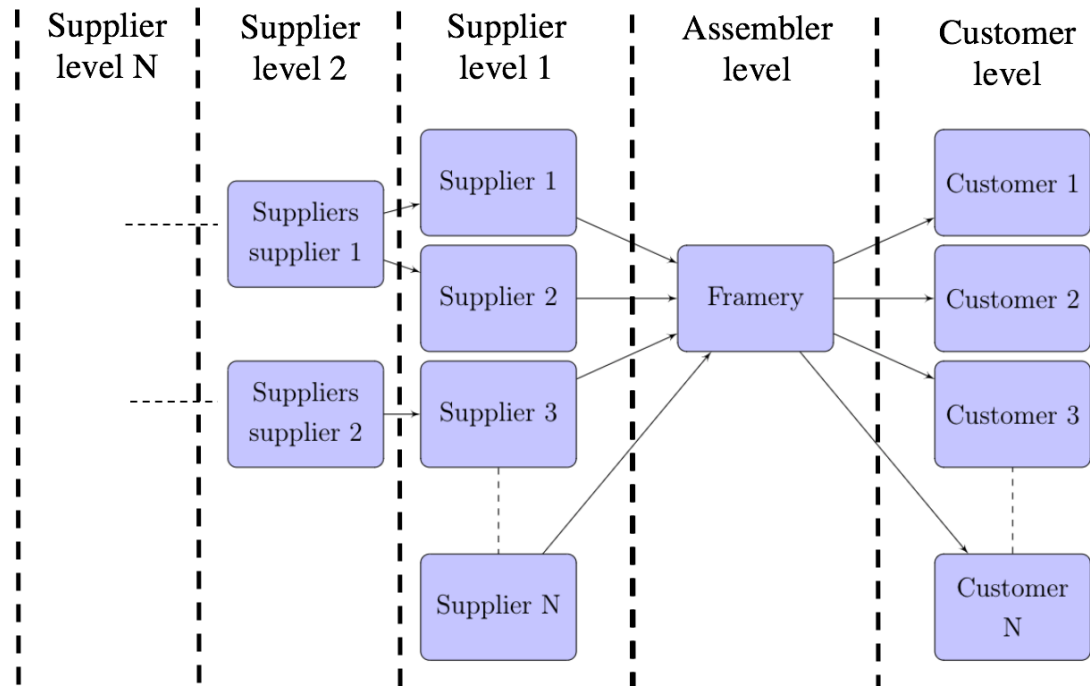 Supplier
level N
Supplier
level 2
Supplier
level 1
Assembler
level
Customer
level
Suppliers
supplier 1
Suppliers
supplier 2
Supplier 1
Supplier 2
Supplier 3
Supplier N
Framery
Customer 1
Customer 2
Customer 3
Customer
N